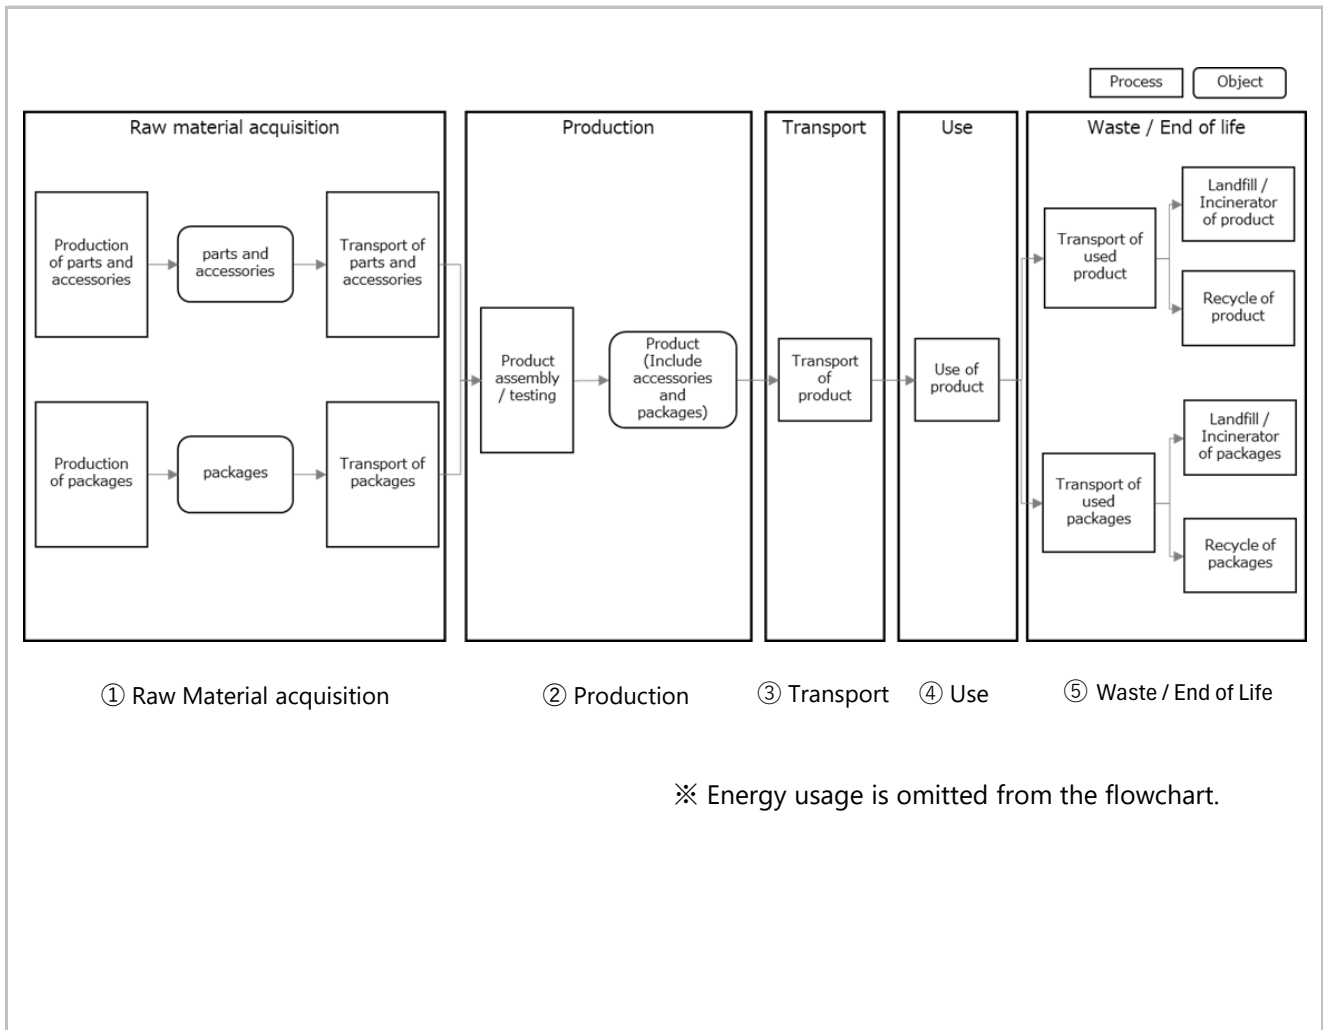 Process
Object
Raw material acquisition
Production
of parts and
accessories
parts and
accessories
Transport of
parts and
accessories
Production
of packages
packages
Transport of
packages
Production
Product
assembly
/ testing
Product
(Include
accessories
and
packages)
Transport
Transport
of
product
Use
Use of
product
Waste / End of life
Transport of
used
product
Landfill /
Incinerator
of product
Recycle of
product
Transport of
used
packages
Landfill /
Incinerator
of packages
Recycle of
packages
① Raw Material acquisition
② Production
③ Transport
④ Use
⑤ Waste / End of Life
※ Energy usage is omitted from the flowchart.